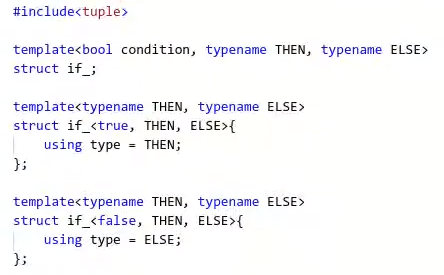 #include<tuple>
template<bool condition, typename THEN, typename ELSE>
struct if_;
template<typename THEN, typename ELSE>
struct if_<true, THEN, ELSE>{
    using type = THEN;
};
template<typename THEN, typename ELSE>
struct if_<false, THEN, ELSE>{
    using type = ELSE;
};